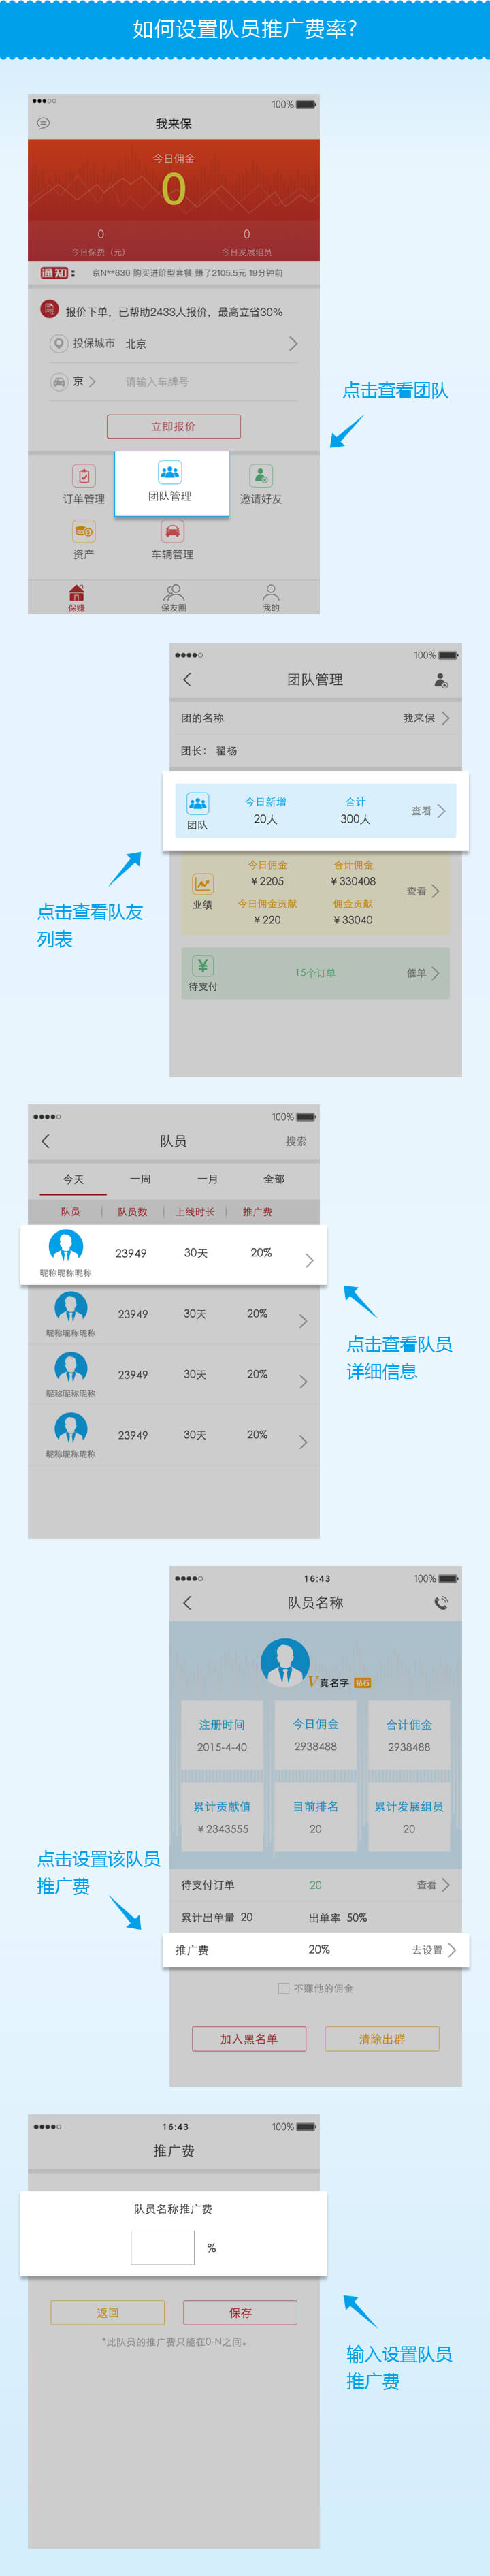 如何设置队员推广费率?
100%
我来保
今日佣金
0
0 0
今日保费（元） 今日发展组员
通知： 京N**630 购买进阶型套餐 赚了2105.5元 19分钟前
报价下单，已帮助2433人报价，最高立省30%
投保城市 北京
京 请输入车牌号
立即报价
点击查看团队
订单管理 团队管理 邀请好友
资产 车辆管理
保赚 保友圈 我的
100%
团队管理
团的名称 我来保
团长： 翟杨
今日新增 合计
20人 300人 查看
团队
今日佣金 合计佣金
￥2205 ￥330408
业绩 查看
今日佣金贡献 佣金贡献
￥220 ￥33040
待支付 15个订单 催单
点击查看队友
列表
100%
队员 搜索
今天 一周 一月 全部
队员 队员数 上线时长 推广费
23949 30天 20%
昵称昵称昵称
23949 30天 20%
昵称昵称昵称
23949 30天 20%
昵称昵称昵称
23949 30天 20%
昵称昵称昵称
点击查看队员
详细信息
16:43 100%
队员名称
V真名字 钻石
注册时间 今日佣金 合计佣金
2015-4-40 2938488 2938488
累计贡献值 目前排名 累计发展组员
￥2343555 20 20
待支付订单 20 查看
累计出单量 20 出单率 50%
推广费 20% 去设置
不赚他的佣金
加入黑名单 清除出群
点击设置该队员
推广费
16:43 100%
推广费
队员名称推广费
%
返回 保存
*此队员的推广费只能在0-N之间。
输入设置队员
推广费